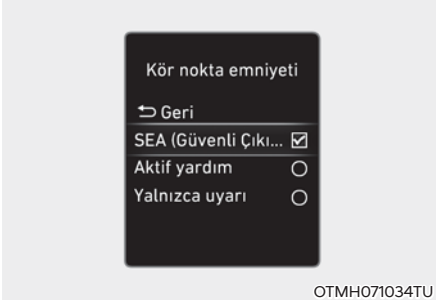 Kör nokta emniyeti
Geri
SEA (Güvenli Çıkı...
Aktif yardım
Yalnızca uyarı
OTMH071034TU